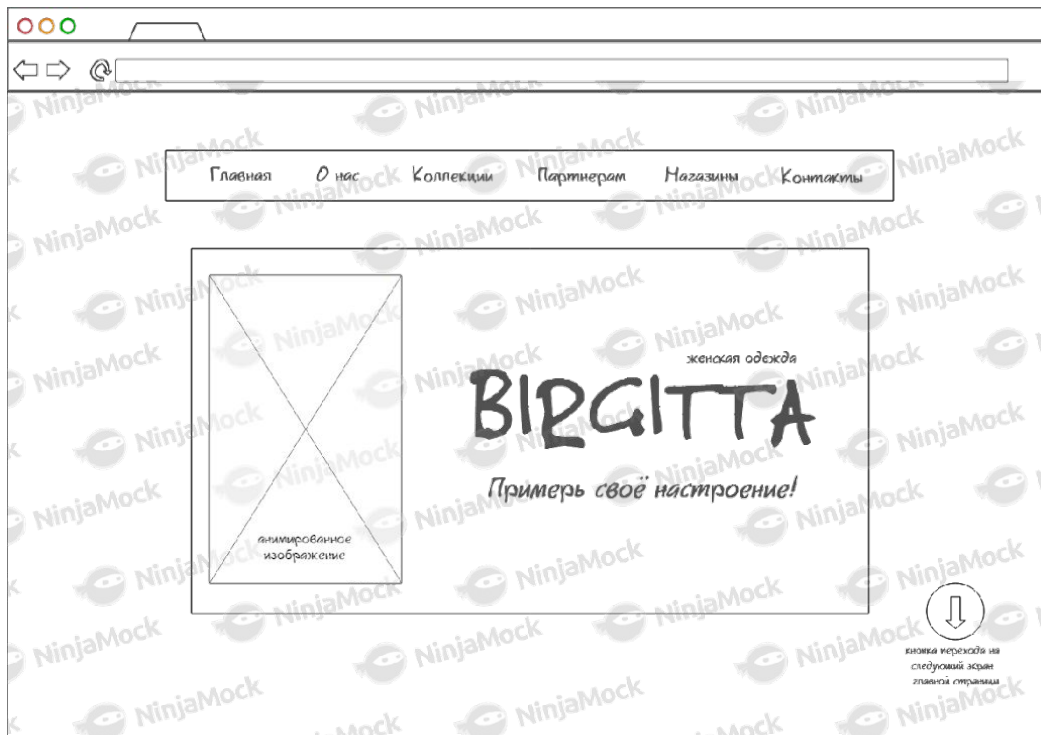 Главная О нас Коллекции Партнерам Магазины Контакты
женская одежда
BIRGITTA
Примерь своё настроение!
анимированное
изображение
кнопка перехода на
следующий экран
главной страницы
NinjaMock